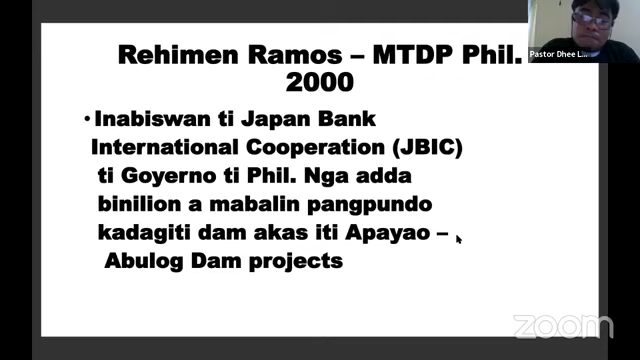 Pastor Dhee L...
Rehimen Ramos – MTDP Phil.
2000
• Inabiswan ti Japan Bank
International Cooperation (JBIC)
ti Goyerno ti Phil. Nga adda
binilion a mabalin pangpundo
kadagiti dam akas iti Apayao –
Abulog Dam projects
zoom